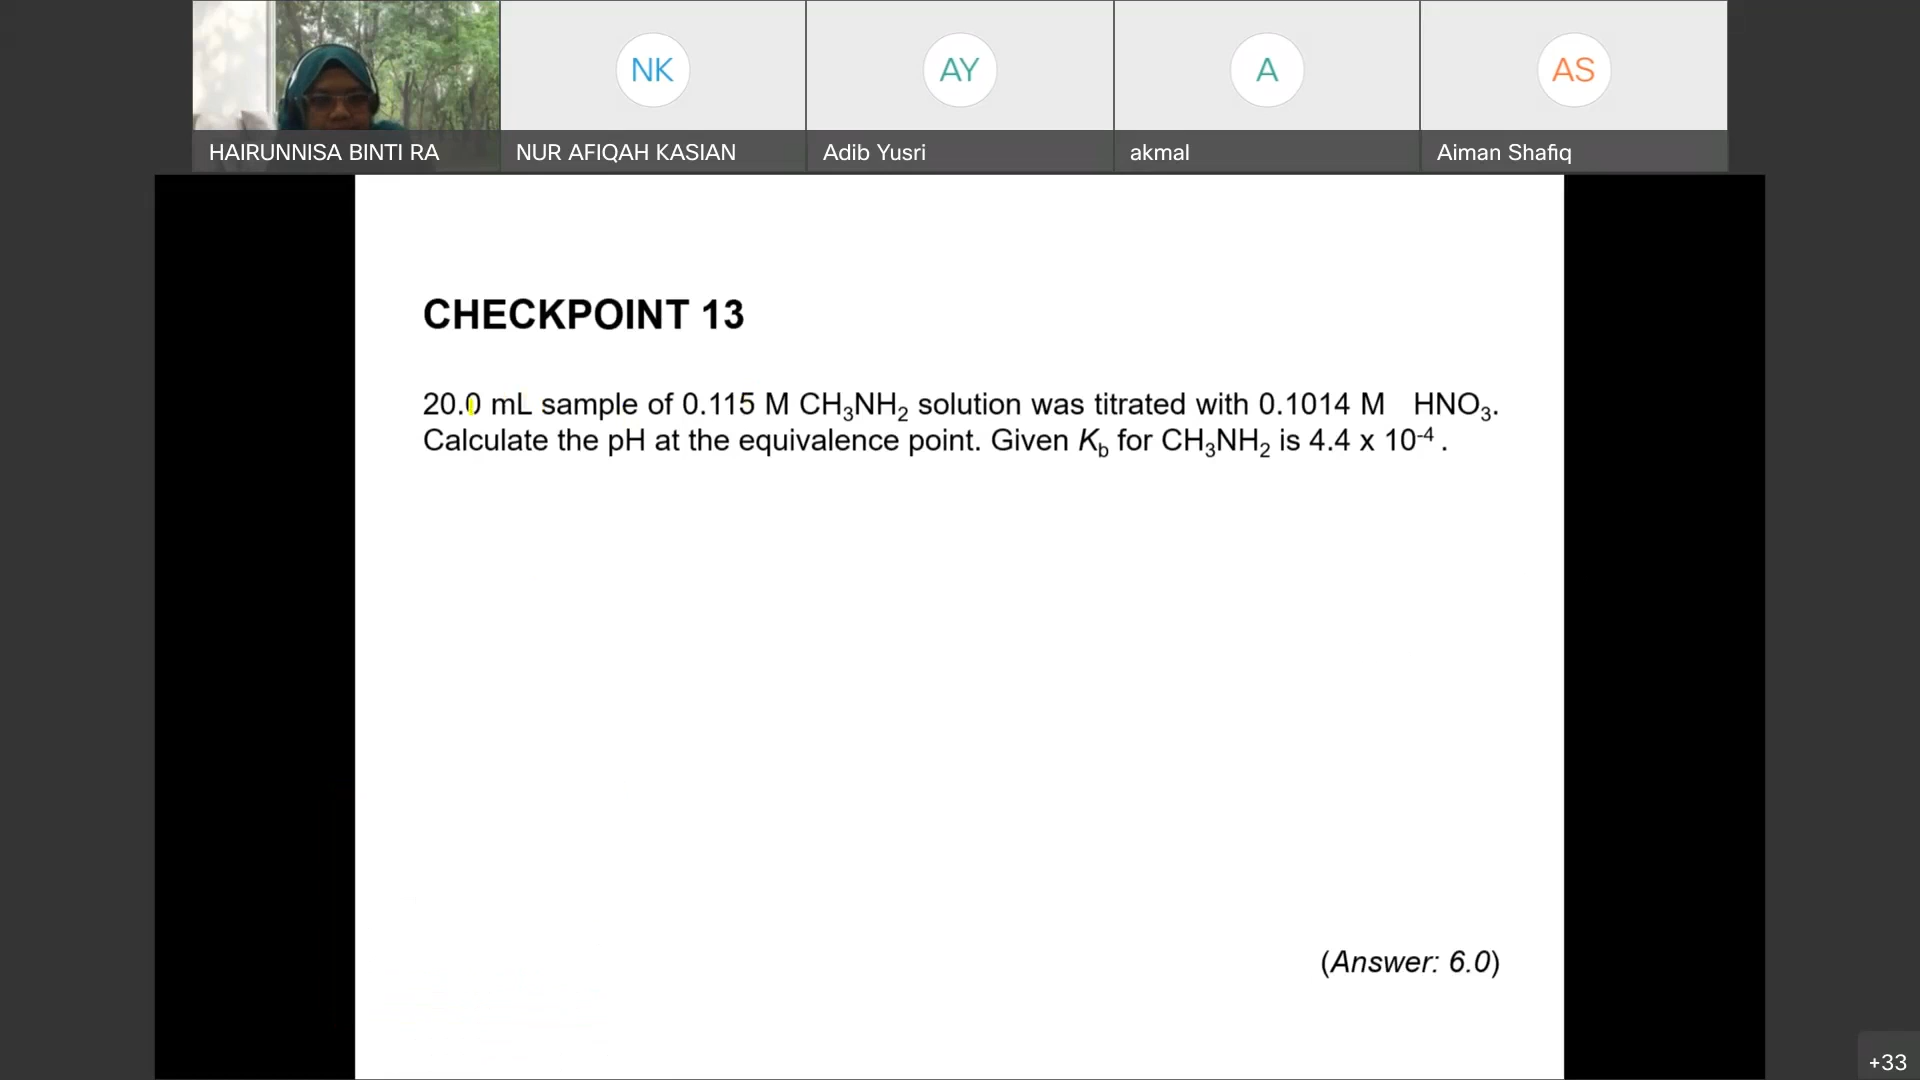 NK
AY
A
AS
HAIRUNNISA BINTI RA
NUR AFIQAH KASIAN
Adib Yusri
akmal
Aiman Shafiq
CHECKPOINT 13
20.0 mL sample of 0.115 M CH₃NH₂ solution was titrated with 0.1014 M HNO₃.
Calculate the pH at the equivalence point. Given K_b for CH₃NH₂ is 4.4 x 10⁻⁴ .
(Answer: 6.0)
+33